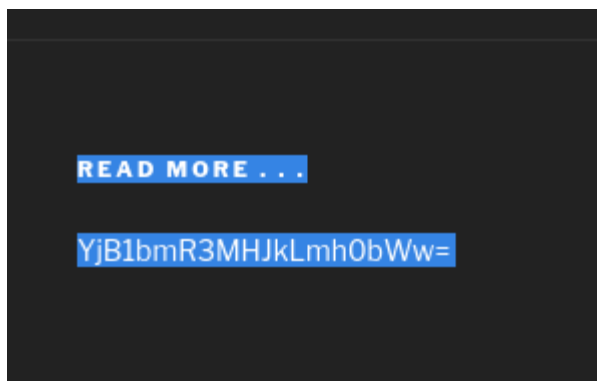 READ MORE . . .
YjB1bmR3MHJkLmh0bWw=